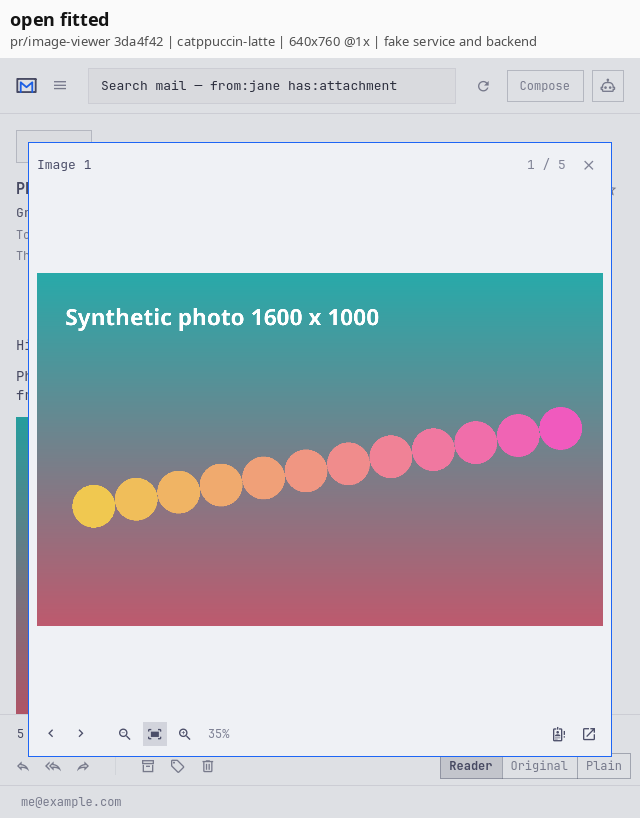 open fitted
pr/image-viewer 3da4f42 | catppuccin-latte | 640x760 @1x | fake service and backend
Search mail — from:jane has:attachment
Compose
Image 1
1 / 5
Synthetic photo 1600 x 1000
5
35%
Reader
Original
Plain
me@example.com